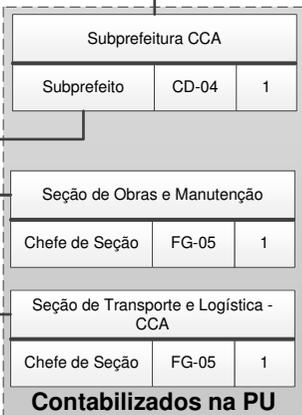 Subprefeitura CCA
Subprefeito CD-04 1
Seção de Obras e Manutenção
Chefe de Seção FG-05 1
Seção de Transporte e Logística -
CCA
Chefe de Seção FG-05 1
Contabilizados na PU